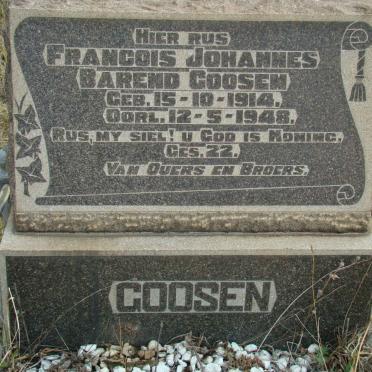 HIER RUS
FRANCOIS JOHANNES
BAREND GOOSEN
GEB. 15-10-1914.
OORL. 12-5-1948.
RUS, MY SIEL! U GOD IS KONING.
GES. 22.
VAN OUERS EN BROERS.
GOOSEN